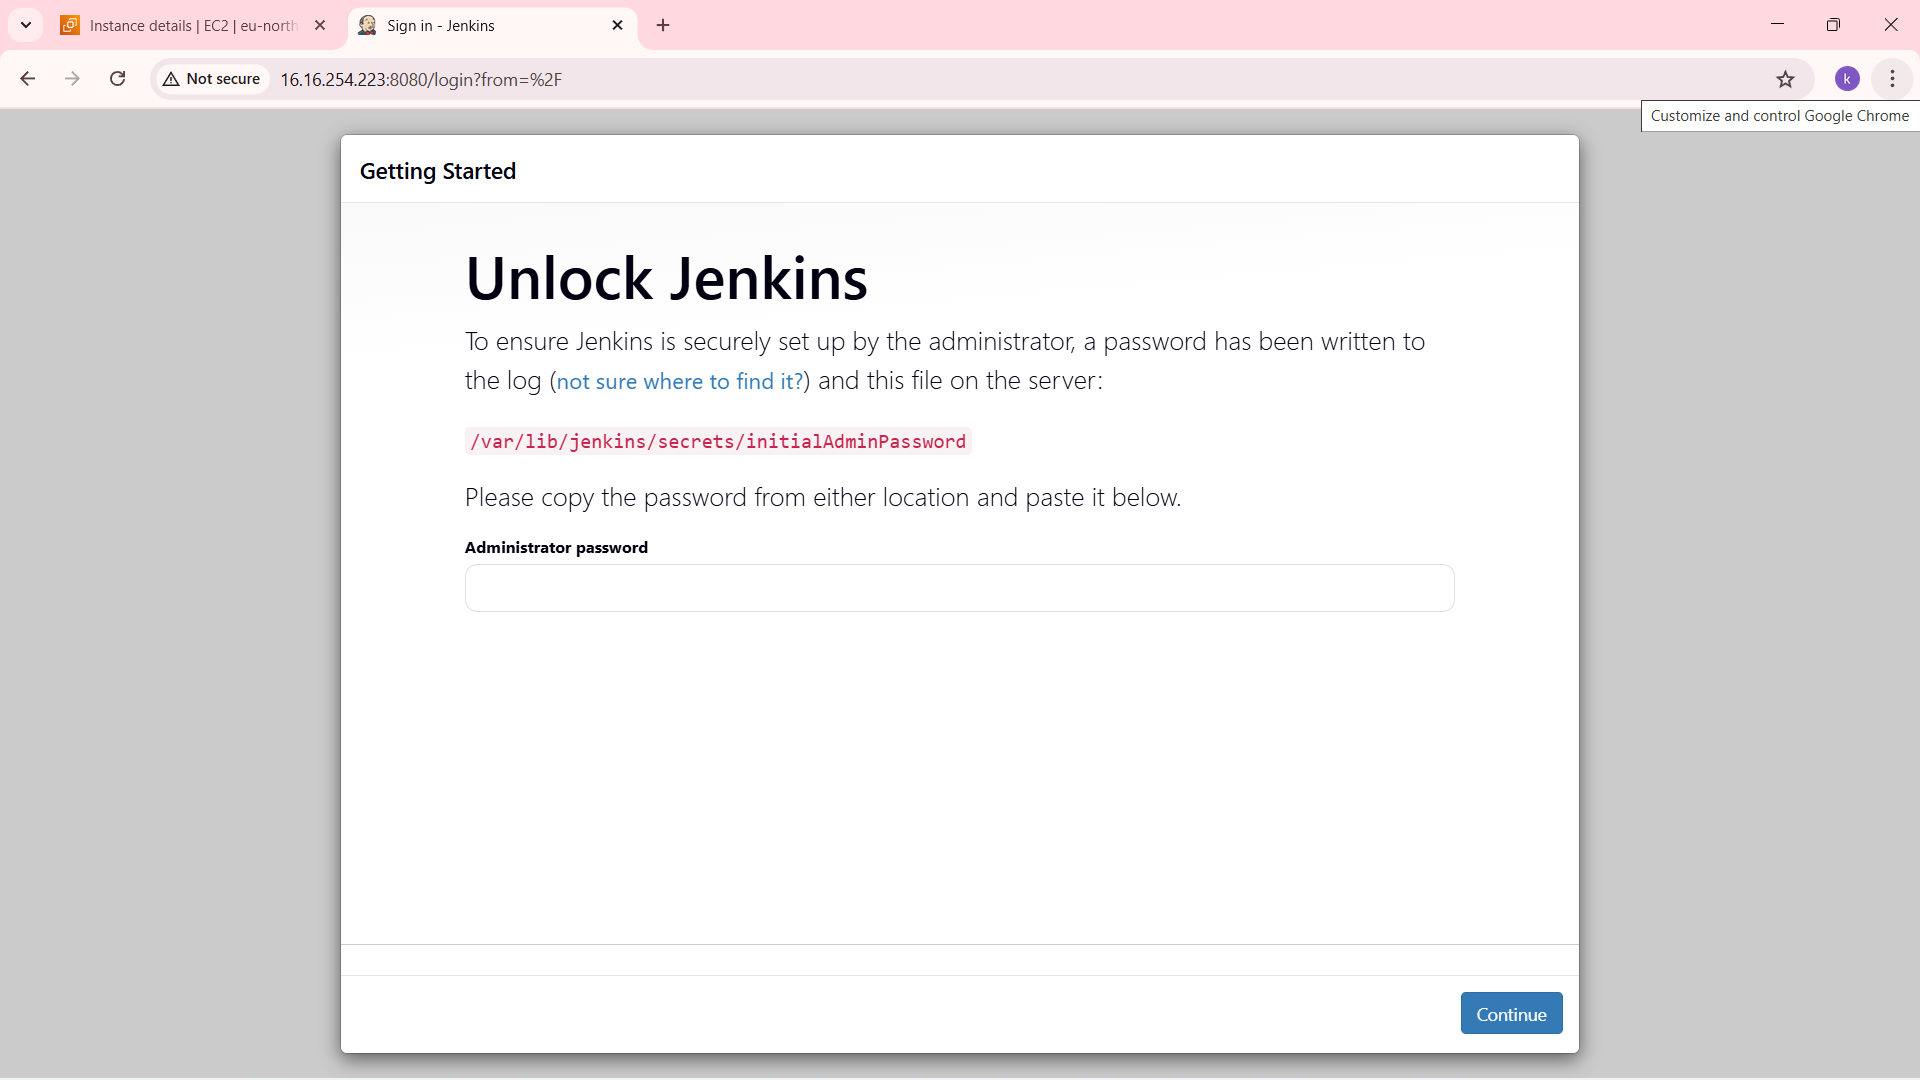 Instance details | EC2 | eu-north
Sign in - Jenkins
Not secure
16.16.254.223:8080/login?from=%2F
k
Customize and control Google Chrome
Getting Started
Unlock Jenkins
To ensure Jenkins is securely set up by the administrator, a password has been written to
the log (not sure where to find it?) and this file on the server:
/var/lib/jenkins/secrets/initialAdminPassword
Please copy the password from either location and paste it below.
Administrator password
Continue